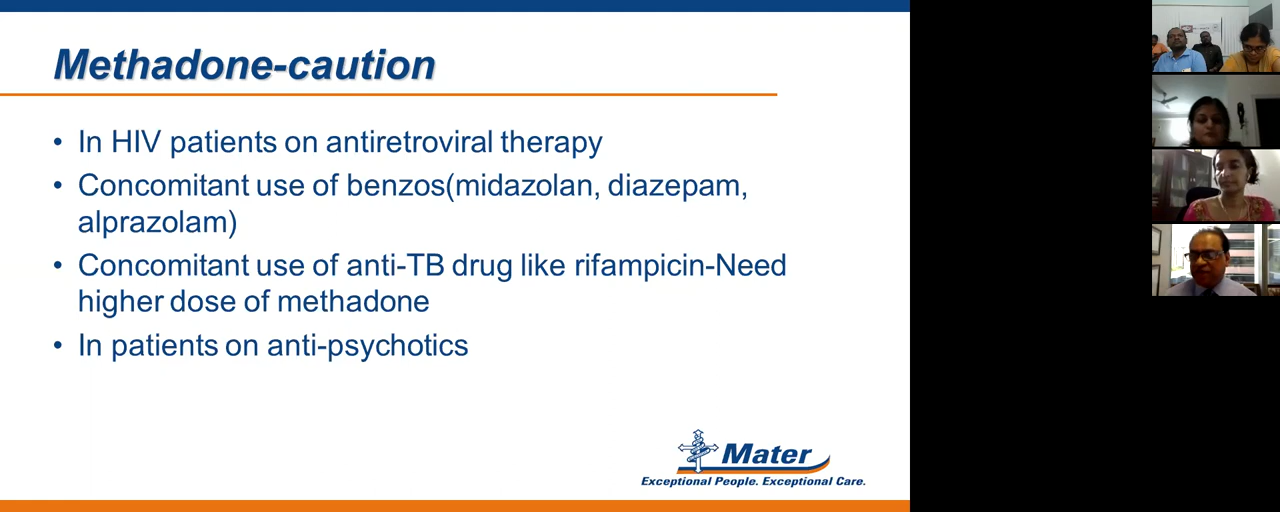 Methadone-caution
• In HIV patients on antiretroviral therapy
• Concomitant use of benzos(midazolan, diazepam,
alprazolam)
• Concomitant use of anti-TB drug like rifampicin-Need
higher dose of methadone
• In patients on anti-psychotics
Mater
Exceptional People. Exceptional Care.